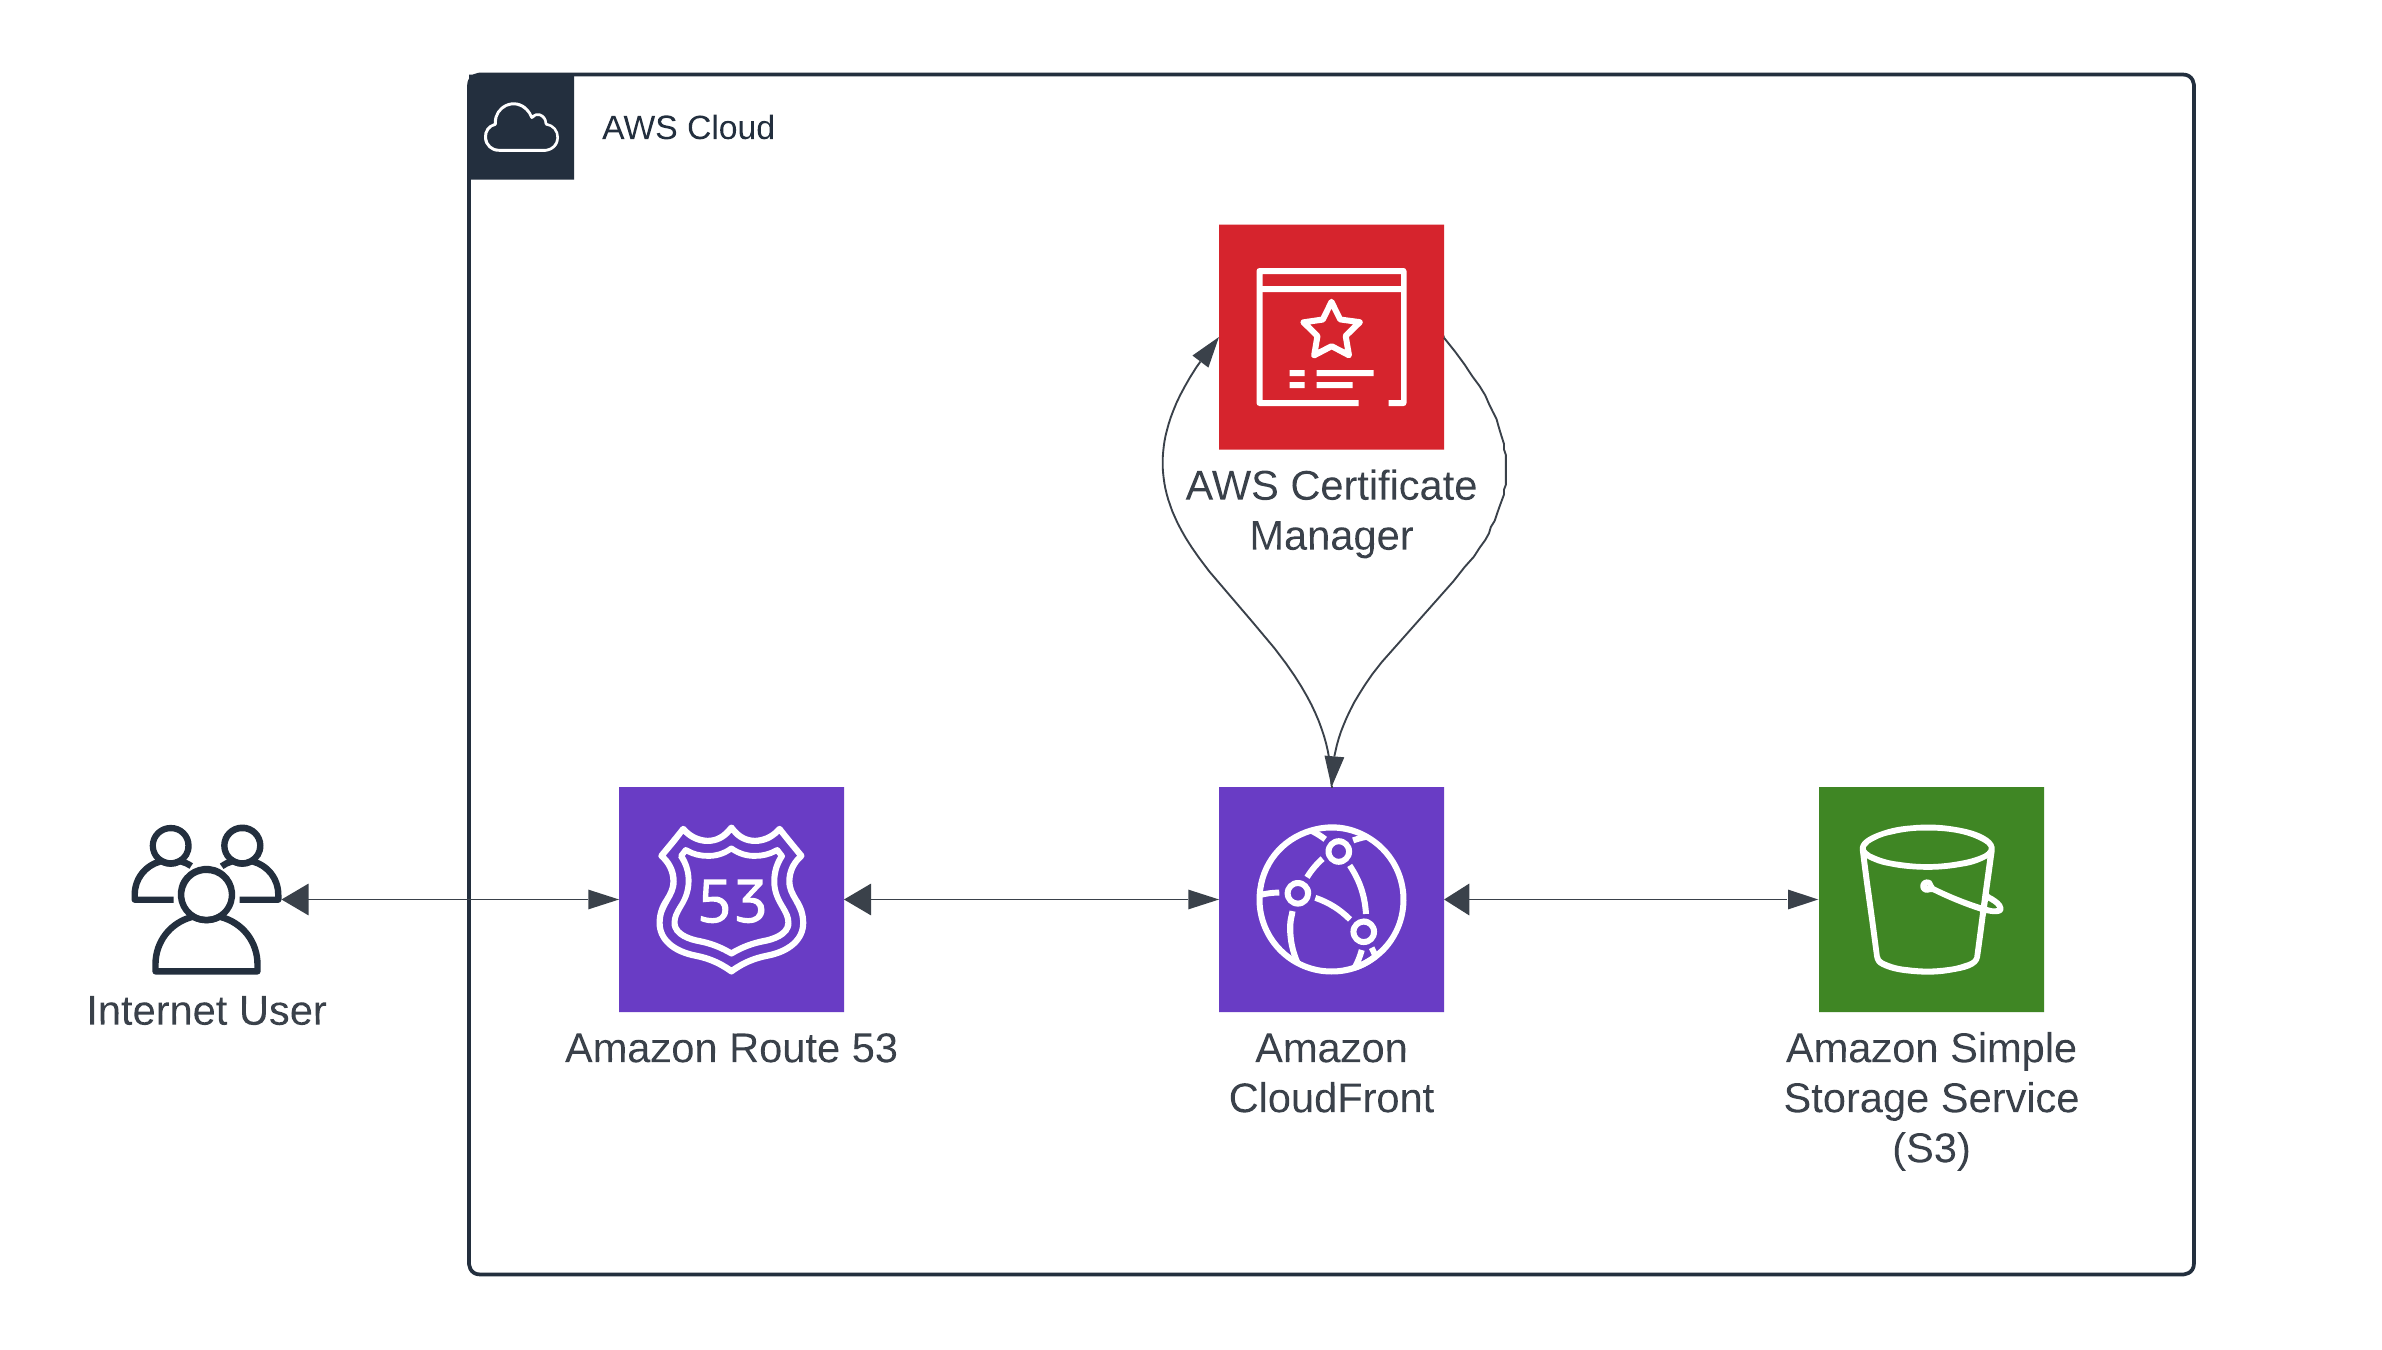 AWS Cloud
AWS Certificate
Manager
53
Internet User
Amazon Route 53
Amazon
CloudFront
Amazon Simple
Storage Service
(S3)